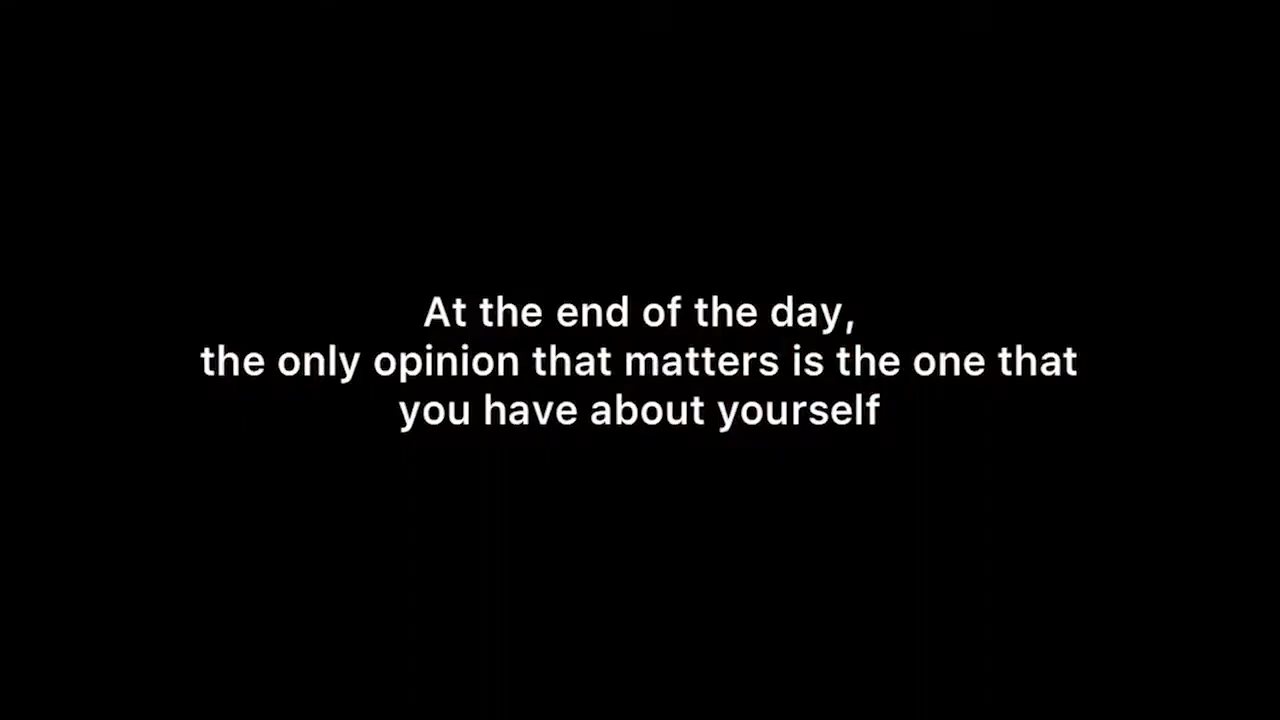 At the end of the day,
the only opinion that matters is the one that
you have about yourself